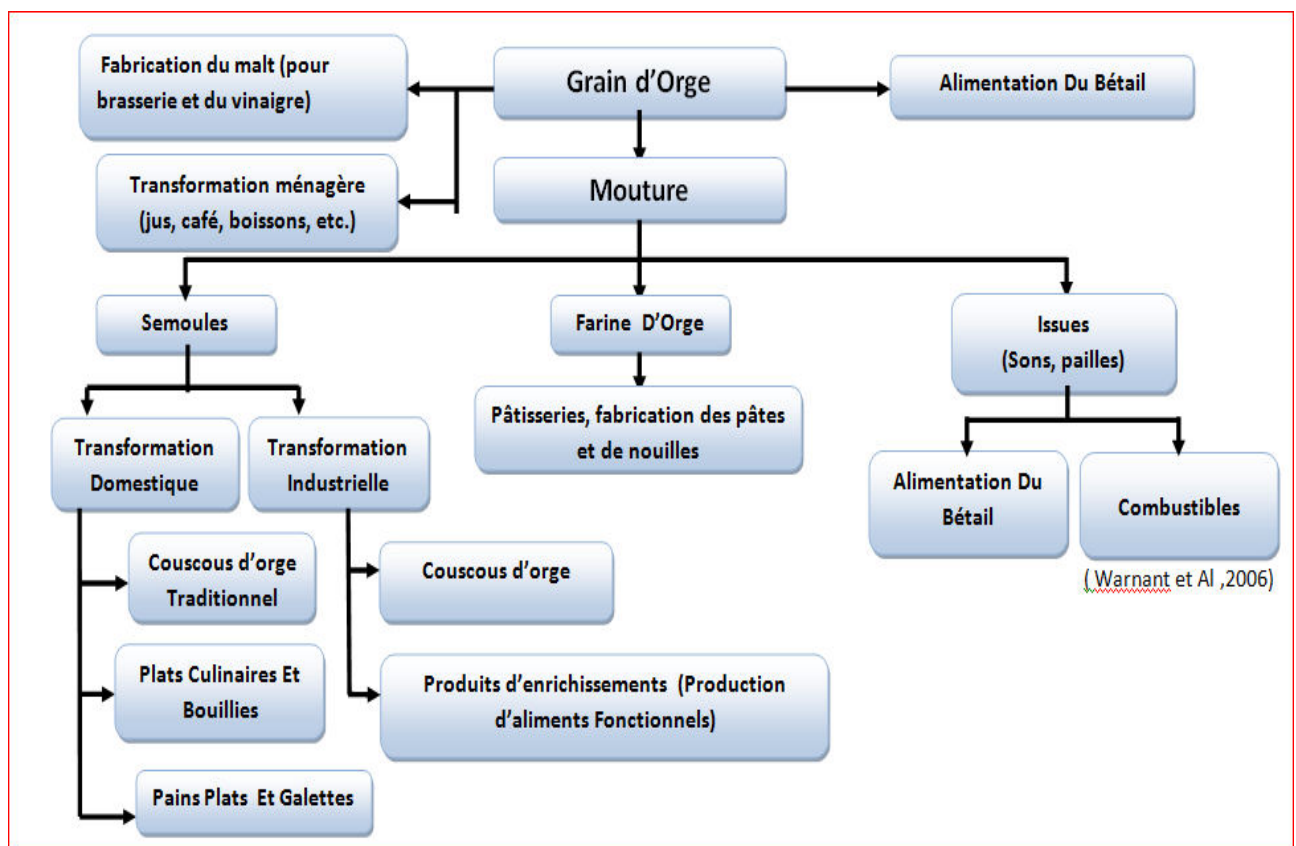 Fabrication du malt (pour
brasserie et du vinaigre)
Grain d'Orge
Alimentation Du Bétail
Transformation ménagère
(jus, café, boissons, etc.)
Mouture
Semoules
Farine D'Orge
Issues
(Sons, pailles)
Transformation
Domestique
Transformation
Industrielle
Pâtisseries, fabrication des pâtes
et de nouilles
Alimentation Du
Bétail
Combustibles
( Warnant et Al ,2006)
Couscous d'orge
Traditionnel
Couscous d'orge
Plats Culinaires Et
Bouillies
Produits d'enrichissements (Production
d'aliments Fonctionnels)
Pains Plats Et Galettes